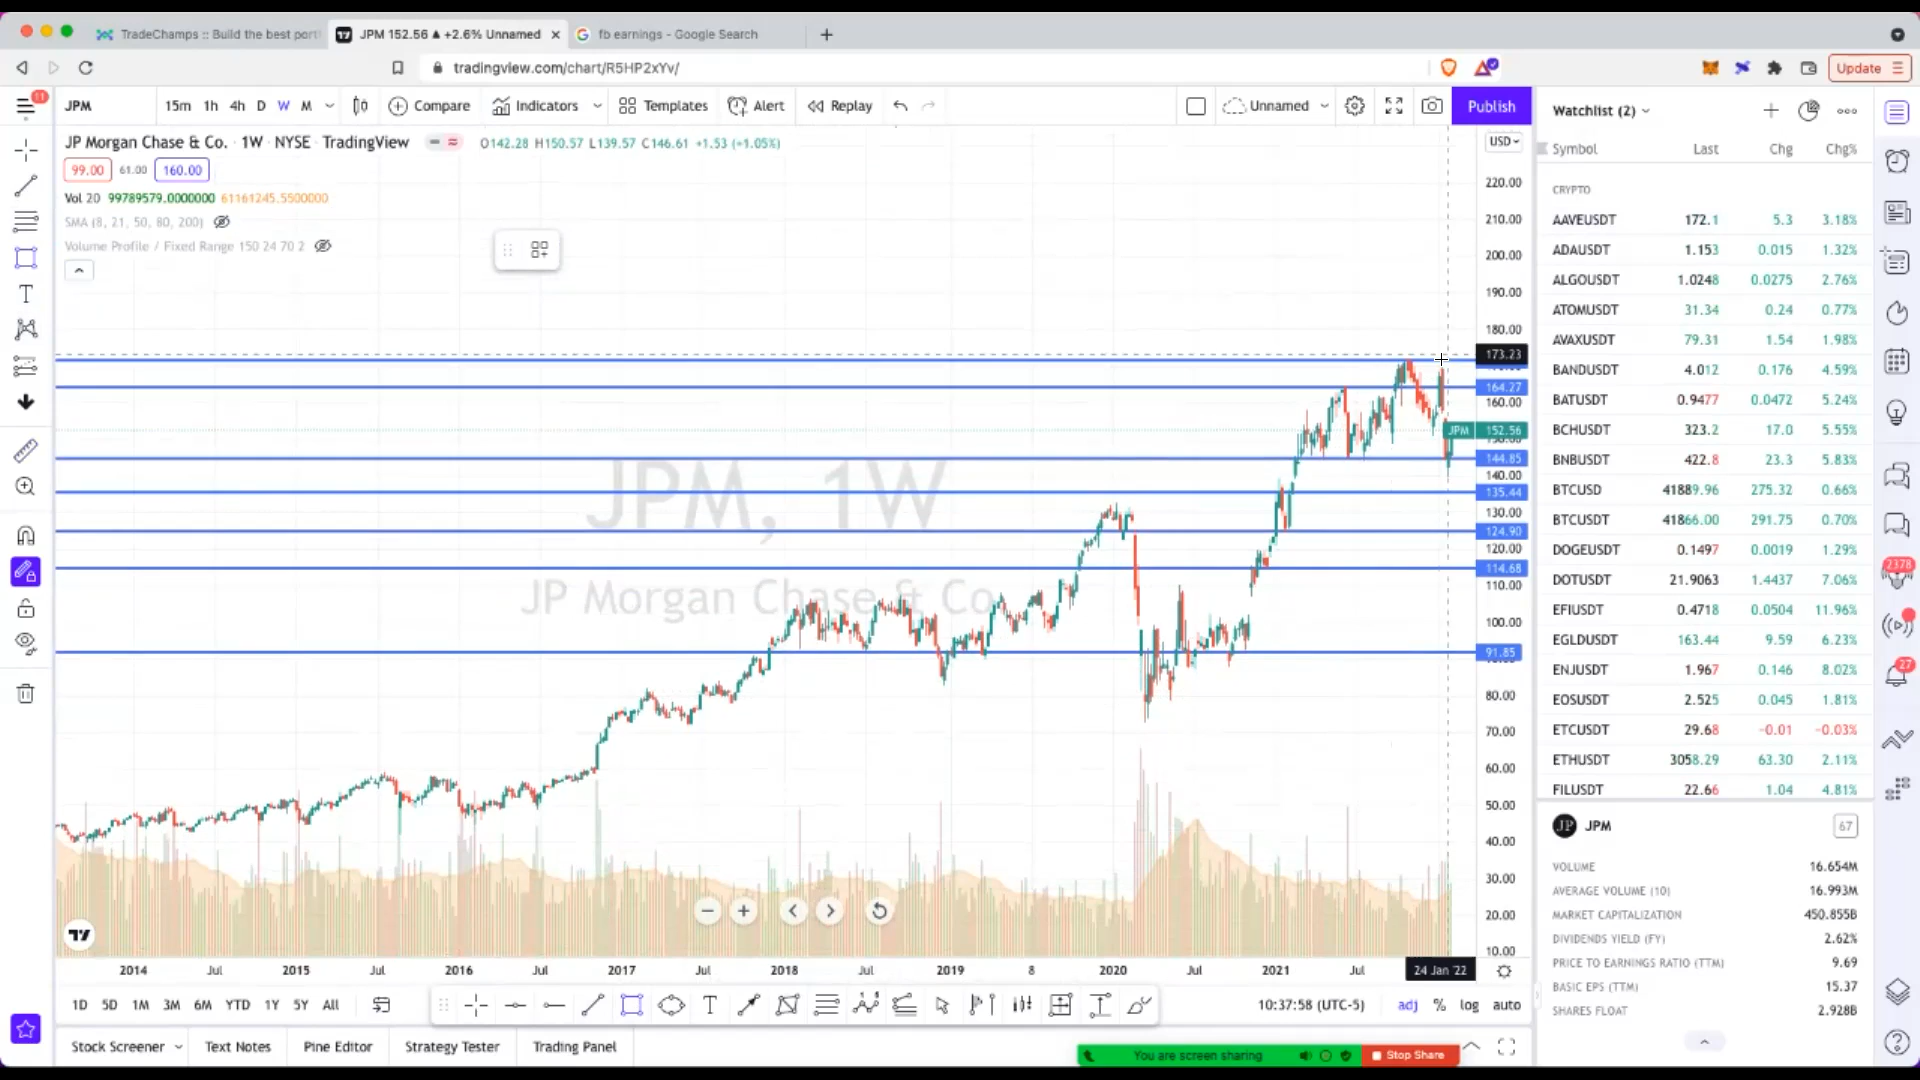 TradeChamps :: Build the best port
JPM 152.56 ▲ +2.6% Unnamed
fb earnings - Google Search
tradingview.com/chart/R5HP2xYv/
Update
11
JPM
15m 1h 4h D W M
Compare
Indicators
Templates
Alert
Replay
Unnamed
Publish
JP Morgan Chase & Co. · 1W · NYSE · TradingView
O142.28 H150.57 L139.57 C146.61 +1.53 (+1.05%)
99.00 61.00 160.00
Vol 20 99789579.0000000 61161245.5500000
SMA (8, 21, 50, 80, 200)
Volume Profile / Fixed Range 150 24 70 2
JPM, 1W
JP Morgan Chase & Co.
USD
220.00
210.00
200.00
190.00
180.00
173.23
164.27
160.00
JPM 152.56
144.85
140.00
135.44
130.00
124.90
120.00
114.68
110.00
100.00
91.85
80.00
70.00
60.00
50.00
40.00
30.00
20.00
10.00
2014 Jul 2015 Jul 2016 Jul 2017 Jul 2018 Jul 2019 8 2020 Jul 2021 Jul 24 Jan '22
1D 5D 1M 3M 6M YTD 1Y 5Y All
10:37:58 (UTC-5)
adj % log auto
Stock Screener
Text Notes
Pine Editor
Strategy Tester
Trading Panel
You are screen sharing
Stop Share
Watchlist (2)
Symbol Last Chg Chg%
CRYPTO
AAVEUSDT 172.1 5.3 3.18%
ADAUSDT 1.153 0.015 1.32%
ALGOUSDT 1.0248 0.0275 2.76%
ATOMUSDT 31.34 0.24 0.77%
AVAXUSDT 79.31 1.54 1.98%
BANDUSDT 4.012 0.176 4.59%
BATUSDT 0.9477 0.0472 5.24%
BCHUSDT 323.2 17.0 5.55%
BNBUSDT 422.8 23.3 5.83%
BTCUSD 41889.96 275.32 0.66%
BTCUSDT 41866.00 291.75 0.70%
DOGEUSDT 0.1497 0.0019 1.29%
DOTUSDT 21.9063 1.4437 7.06%
EFIUSDT 0.4718 0.0504 11.96%
EGLDUSDT 163.44 9.59 6.23%
ENJUSDT 1.967 0.146 8.02%
EOSUSDT 2.525 0.045 1.81%
ETCUSDT 29.68 -0.01 -0.03%
ETHUSDT 3058.29 63.30 2.11%
FILUSDT 22.66 1.04 4.81%
JP JPM 67
VOLUME 16.654M
AVERAGE VOLUME (10) 16.993M
MARKET CAPITALIZATION 450.855B
DIVIDENDS YIELD (FY) 2.62%
PRICE TO EARNINGS RATIO (TTM) 9.69
BASIC EPS (TTM) 15.37
SHARES FLOAT 2.928B
2378
27